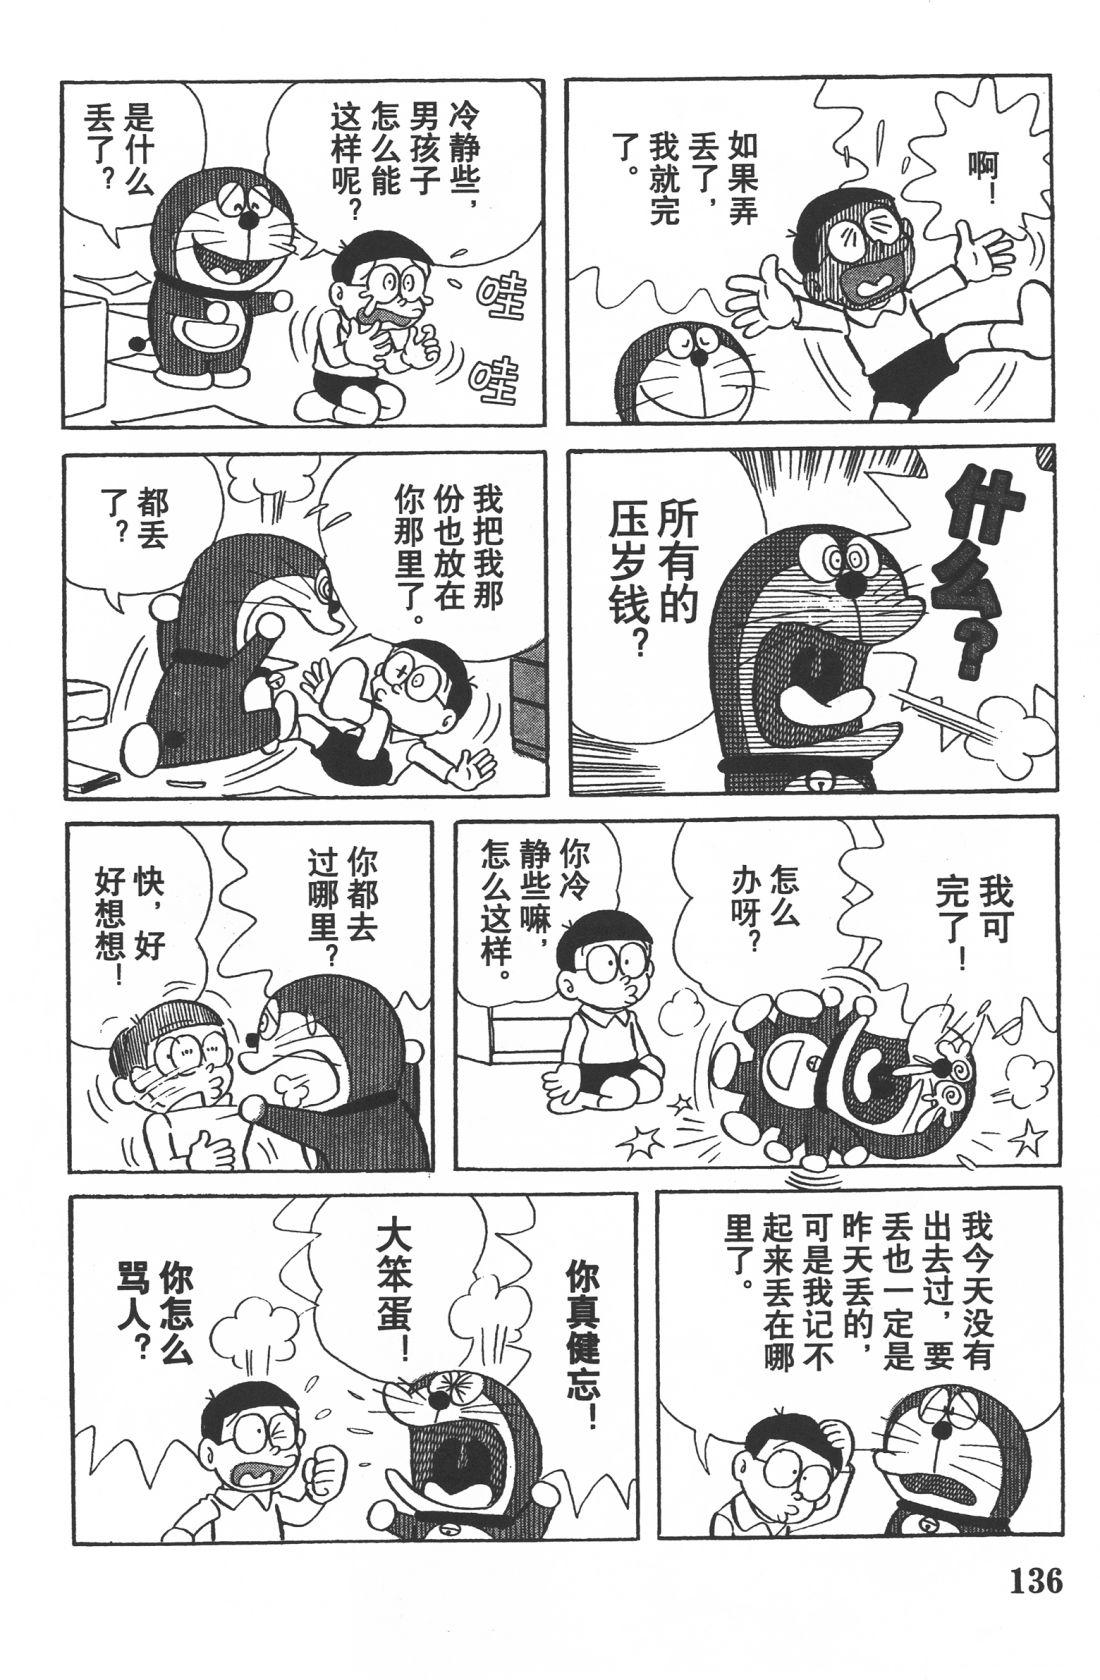 啊！
如果弄
丢了，
我就完
了。
冷静些，
男孩子
怎么能
这样呢？
是什么
丢了？
哇
哇
什么？
所有的
压岁钱？
我把我那
份也放在
你那里了。
都丢
了？
我可
完了！
怎么
办呀？
你冷
静些嘛，
怎么这样。
你都去
过哪里？
快，好
好想想！
我今天没有
出去过，要
丢也一定是
昨天丢的，
可是我记不
起来丢在哪
里了。
你真健忘！
大笨蛋！
你怎么
骂人？
136